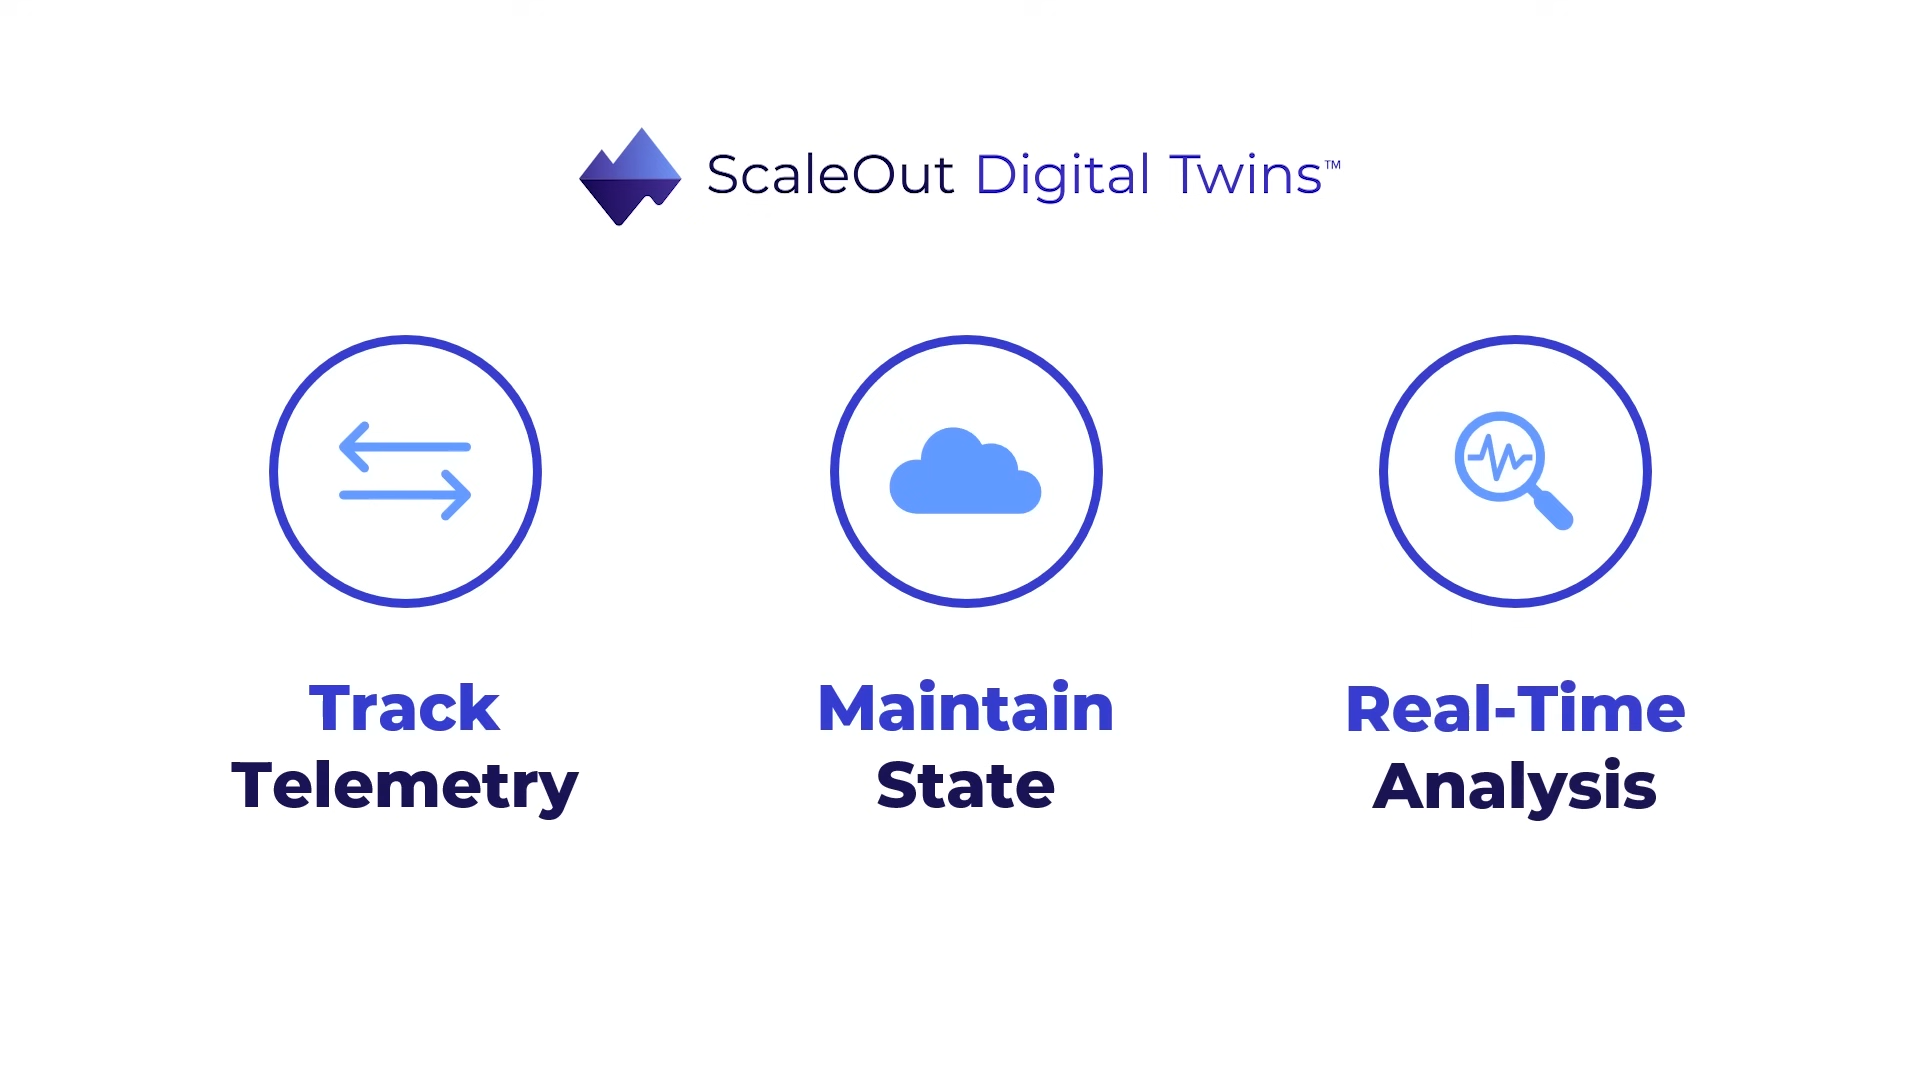 ScaleOut Digital Twins™
Track
Telemetry
Maintain
State
Real-Time
Analysis